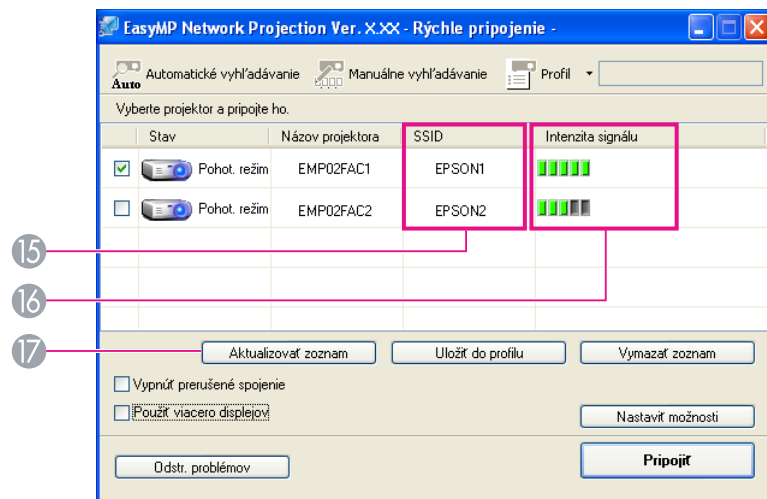 EasyMP Network Projection Ver. X.XX - Rýchle pripojenie -
Auto Automatické vyhľadávanie Manuálne vyhľadávanie Profil
Vyberte projektor a pripojte ho.
Stav Názov projektora SSID Intenzita signálu
Pohot. režim EMP02FAC1 EPSON1
Pohot. režim EMP02FAC2 EPSON2
15
16
17 Aktualizovať zoznam Uložiť do profilu Vymazať zoznam
Vypnúť prerušené spojenie
Použiť viacero displejov Nastaviť možnosti
Odstr. problémov Pripojiť